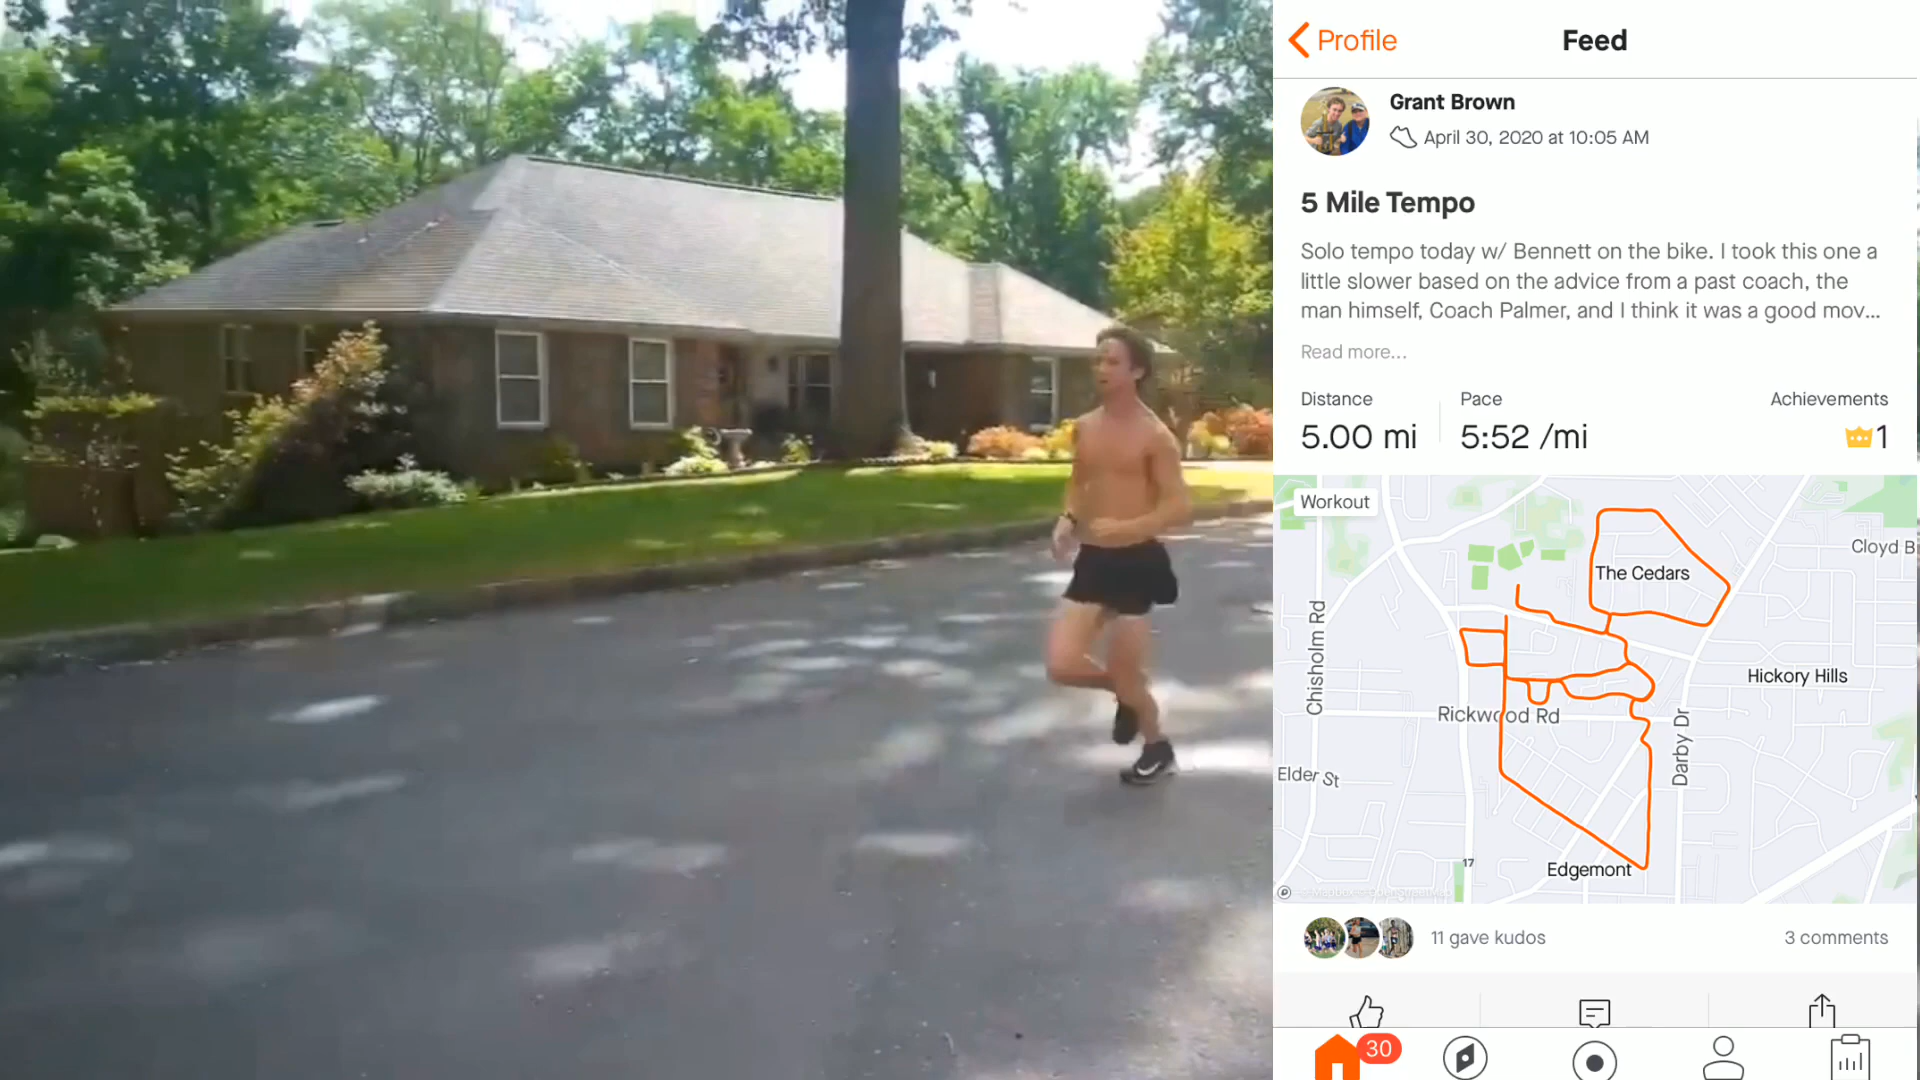 Profile
Feed
Grant Brown
April 30, 2020 at 10:05 AM
5 Mile Tempo
Solo tempo today w/ Bennett on the bike. I took this one a
little slower based on the advice from a past coach, the
man himself, Coach Palmer, and I think it was a good mov...
Read more...
Distance
Pace
Achievements
5.00 mi
5:52 /mi
1
Workout
Cloyd B
The Cedars
Chisholm Rd
Hickory Hills
Rickwood Rd
Darby Dr
Elder St
17
Edgemont
11 gave kudos
3 comments
30